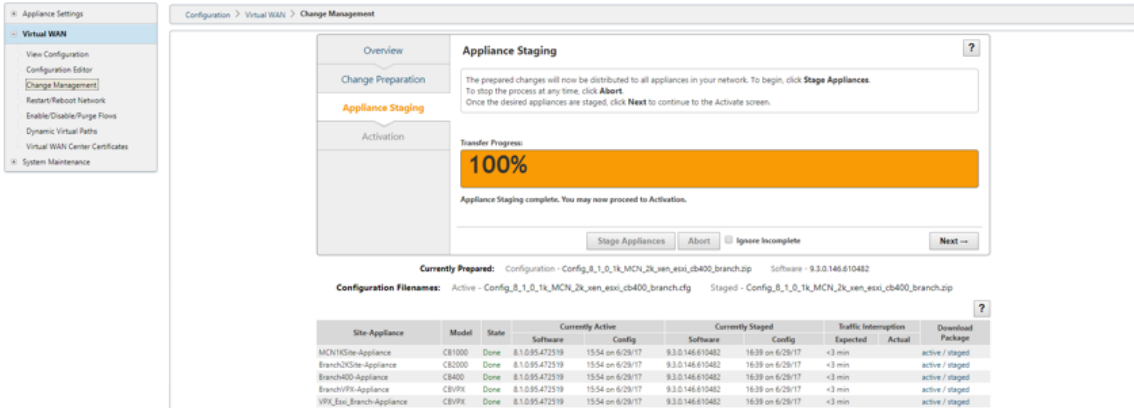 Appliance Settings
Virtual WAN
View Configuration
Configuration Editor
Change Management
Restart/Reboot Network
Enable/Disable/Purge Flows
Dynamic Virtual Paths
Virtual WAN Center Certificates
System Maintenance
Configuration > Virtual WAN > Change Management
Overview
Change Preparation
Appliance Staging
Activation
Appliance Staging ?
The prepared changes will now be distributed to all appliances in your network. To begin, click Stage Appliances.
To stop the process at any time, click Abort.
Once the desired appliances are staged, click Next to continue to the Activate screen.
Transfer Progress:
100%
Appliance Staging complete. You may now proceed to Activation.
Stage Appliances Abort Ignore Incomplete Next →
Currently Prepared: Configuration - Config_8_1_0_1k_MCN_2k_xen_esxi_cb400_branch.zip Software - 9.3.0.146.610482
Configuration Filenames: Active - Config_8_1_0_1k_MCN_2k_xen_esxi_cb400_branch.cfg Staged - Config_8_1_0_1k_MCN_2k_xen_esxi_cb400_branch.zip
?
Site-Appliance Model State Currently Active Currently Staged Traffic Interruption Download Package
Software Config Software Config Expected Actual
MCN1KSite-Appliance CB1000 Done 8.1.0.95.472519 15:54 on 6/29/17 9.3.0.146.610482 16:39 on 6/29/17 <3 min active / staged
Branch2KSite-Appliance CB2000 Done 8.1.0.95.472519 15:54 on 6/29/17 9.3.0.146.610482 16:39 on 6/29/17 <3 min active / staged
Branch400-Appliance CB400 Done 8.1.0.95.472519 15:54 on 6/29/17 9.3.0.146.610482 16:39 on 6/29/17 <3 min active / staged
BranchVPX-Appliance CBVPX Done 8.1.0.95.472519 15:54 on 6/29/17 9.3.0.146.610482 16:39 on 6/29/17 <3 min active / staged
VPX_Esxi_Branch-Appliance CBVPX Done 8.1.0.95.472519 15:54 on 6/29/17 9.3.0.146.610482 16:39 on 6/29/17 <3 min active / staged